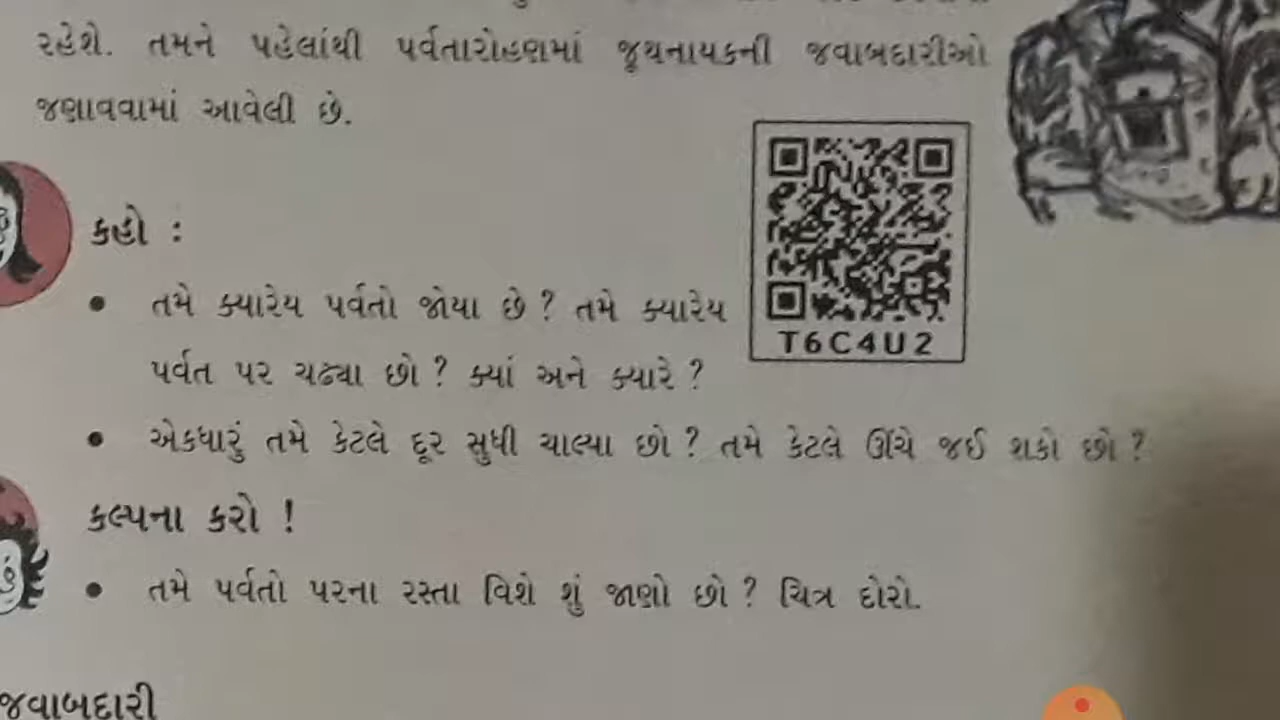 રહેશે. તમને પહેલાંથી પર્વતારોહણમાં જૂથનાયકની જવાબદારીઓ
જણાવવામાં આવેલી છે.
T6C4U2
કહો :
• તમે ક્યારેય પર્વતો જોયા છે ? તમે ક્યારેય
પર્વત પર ચઢ્યા છો ? ક્યાં અને ક્યારે ?
• એકધારું તમે કેટલે દૂર સુધી ચાલ્યા છો ? તમે કેટલે ઊંચે જઈ શકો છો ?
કલ્પના કરો !
• તમે પર્વતો પરના રસ્તા વિશે શું જાણો છો ? ચિત્ર દોરો.
જવાબદારી